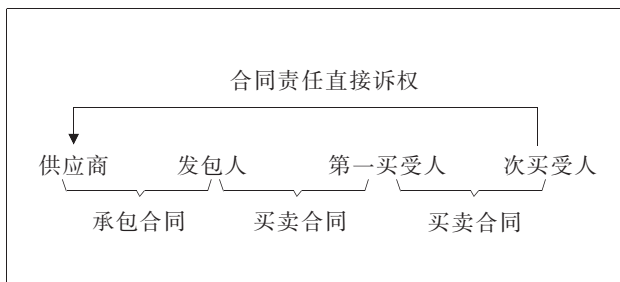 合同责任直接诉权
供应商 发包人 第一买受人 次买受人
承包合同 买卖合同 买卖合同